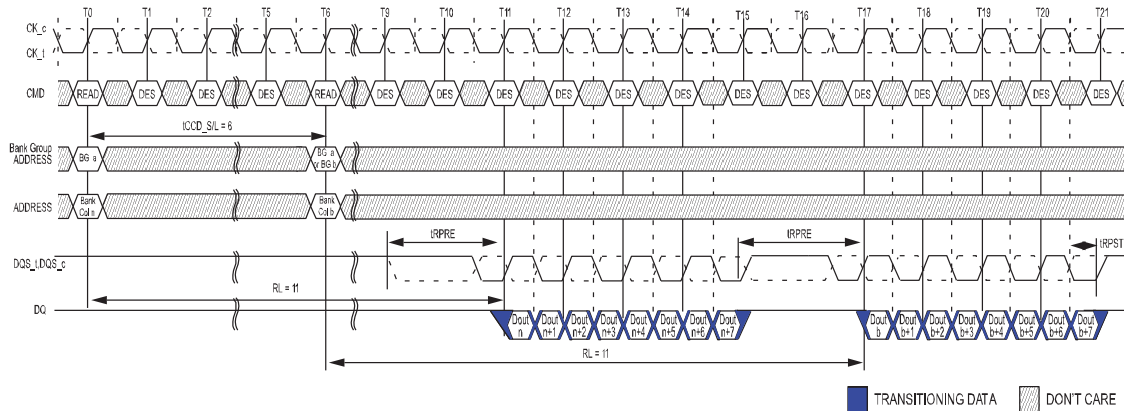 T0 T1 T2 T5 T6 T9 T10 T11 T12 T13 T14 T15 T16 T17 T11 T19 T20 T21
CK_c
CK_t
CMD READ DES DES DES READ DES DES DES DES DES DES DES DES DES DES DES DES DES
tCCD_S/L = 6
Bank Group
ADDRESS
BG a
BG a
or BG b
ADDRESS
Bank
Col n
Bank
Col b
tRPRE tRPRE tRPST
DQS_t,DQS_c
RL = 11
DQ
Dout
n
Dout
n+1
Dout
n+2
Dout
n+3
Dout
n+4
Dout
n+5
Dout
n+6
Dout
n+7
Dout
b
Dout
b+1
Dout
b+2
Dout
b+3
Dout
b+4
Dout
b+5
Dout
b+6
Dout
b+7
RL = 11
TRANSITIONING DATA DON'T CARE